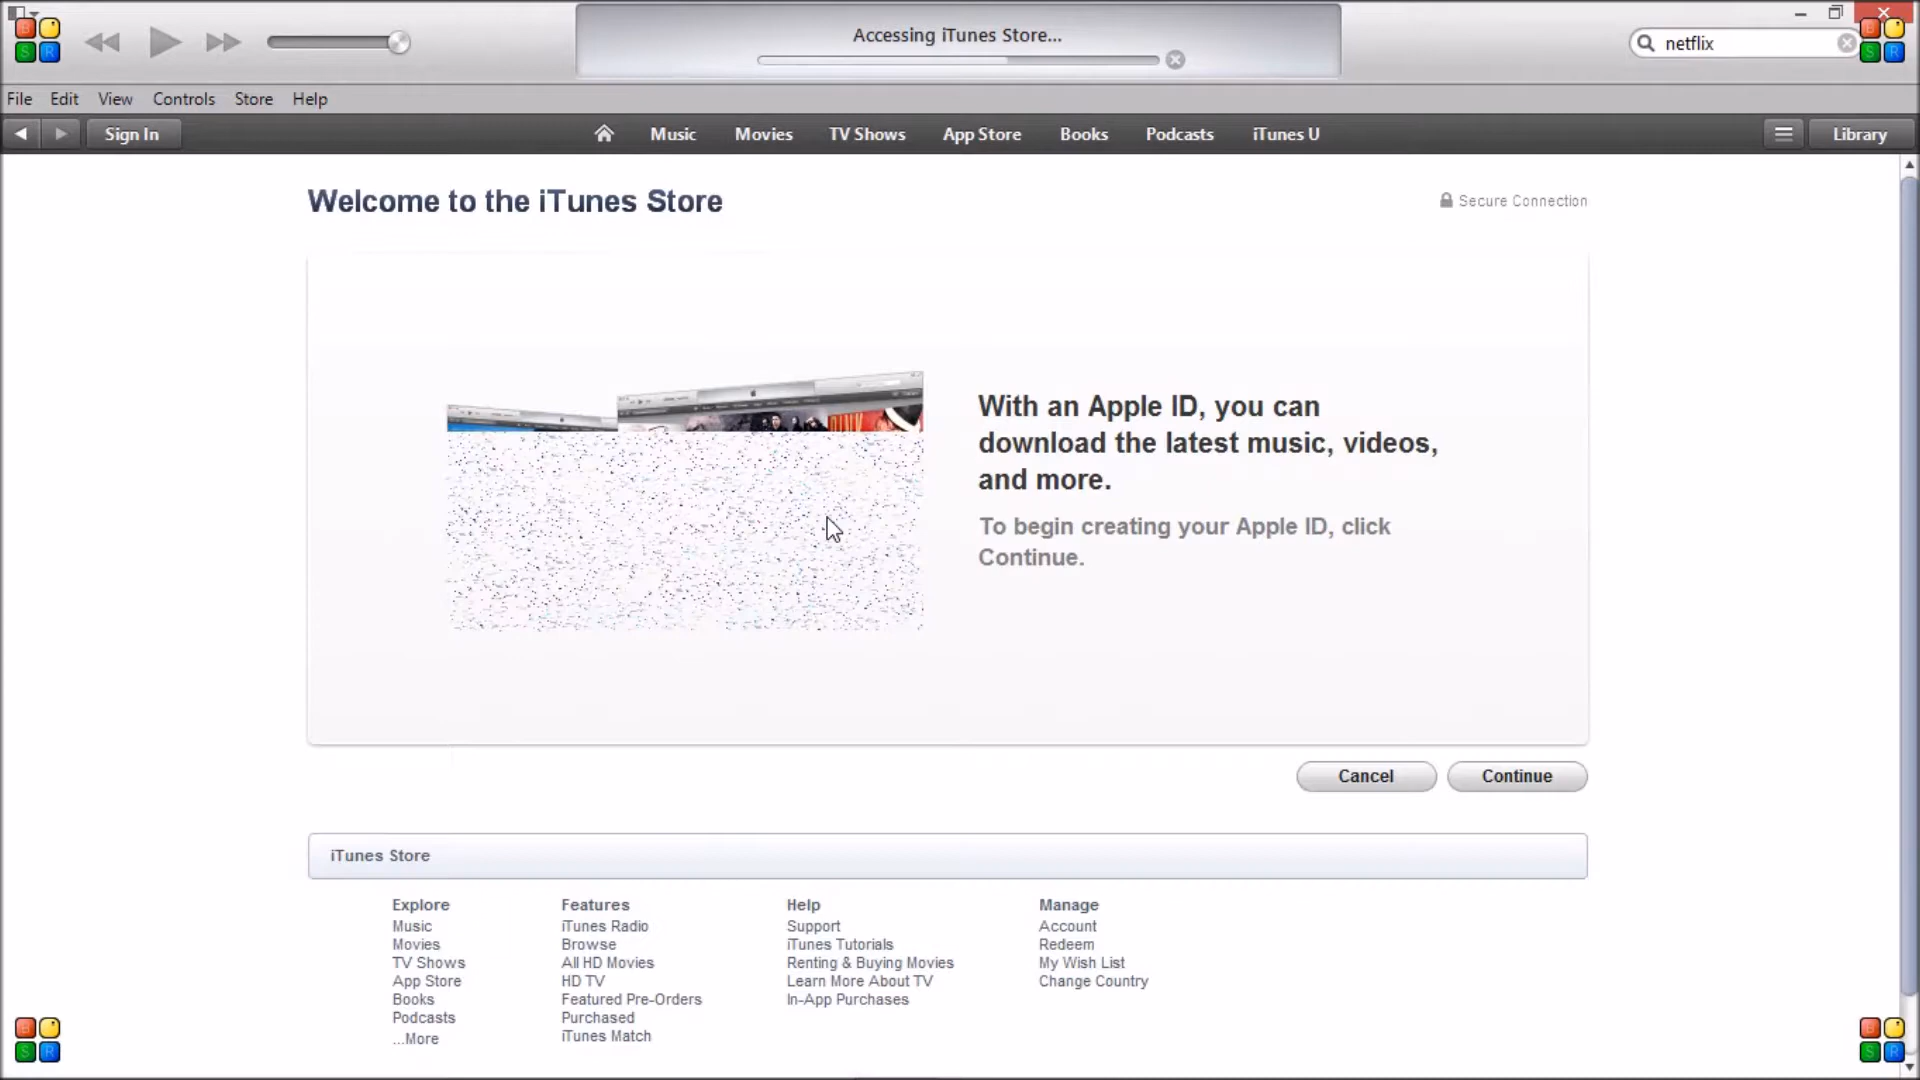 Accessing iTunes Store...
netflix
File Edit View Controls Store Help
Sign In Music Movies TV Shows App Store Books Podcasts iTunes U Library
Welcome to the iTunes Store
Secure Connection
With an Apple ID, you can
download the latest music, videos,
and more.
To begin creating your Apple ID, click
Continue.
Cancel Continue
iTunes Store
Explore
Music
Movies
TV Shows
App Store
Books
Podcasts
...More
Features
iTunes Radio
Browse
All HD Movies
HD TV
Featured Pre-Orders
Purchased
iTunes Match
Help
Support
iTunes Tutorials
Renting & Buying Movies
Learn More About TV
In-App Purchases
Manage
Account
Redeem
My Wish List
Change Country
B
S R
B
S R
B
S R
B
S R